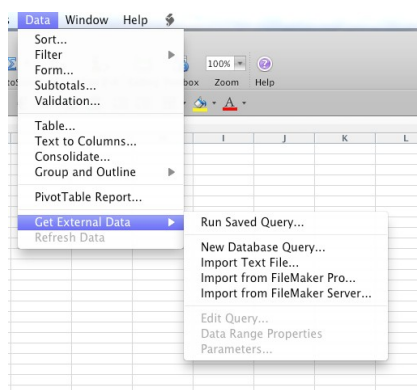 Data Window Help
Sort...
Filter
Form...
Subtotals...
Validation...
Table...
Text to Columns...
Consolidate...
Group and Outline
PivotTable Report...
Get External Data
Refresh Data
100%
Zoom
Help
A
I J K L
Run Saved Query...
New Database Query...
Import Text File...
Import from FileMaker Pro...
Import from FileMaker Server...
Edit Query...
Data Range Properties
Parameters...